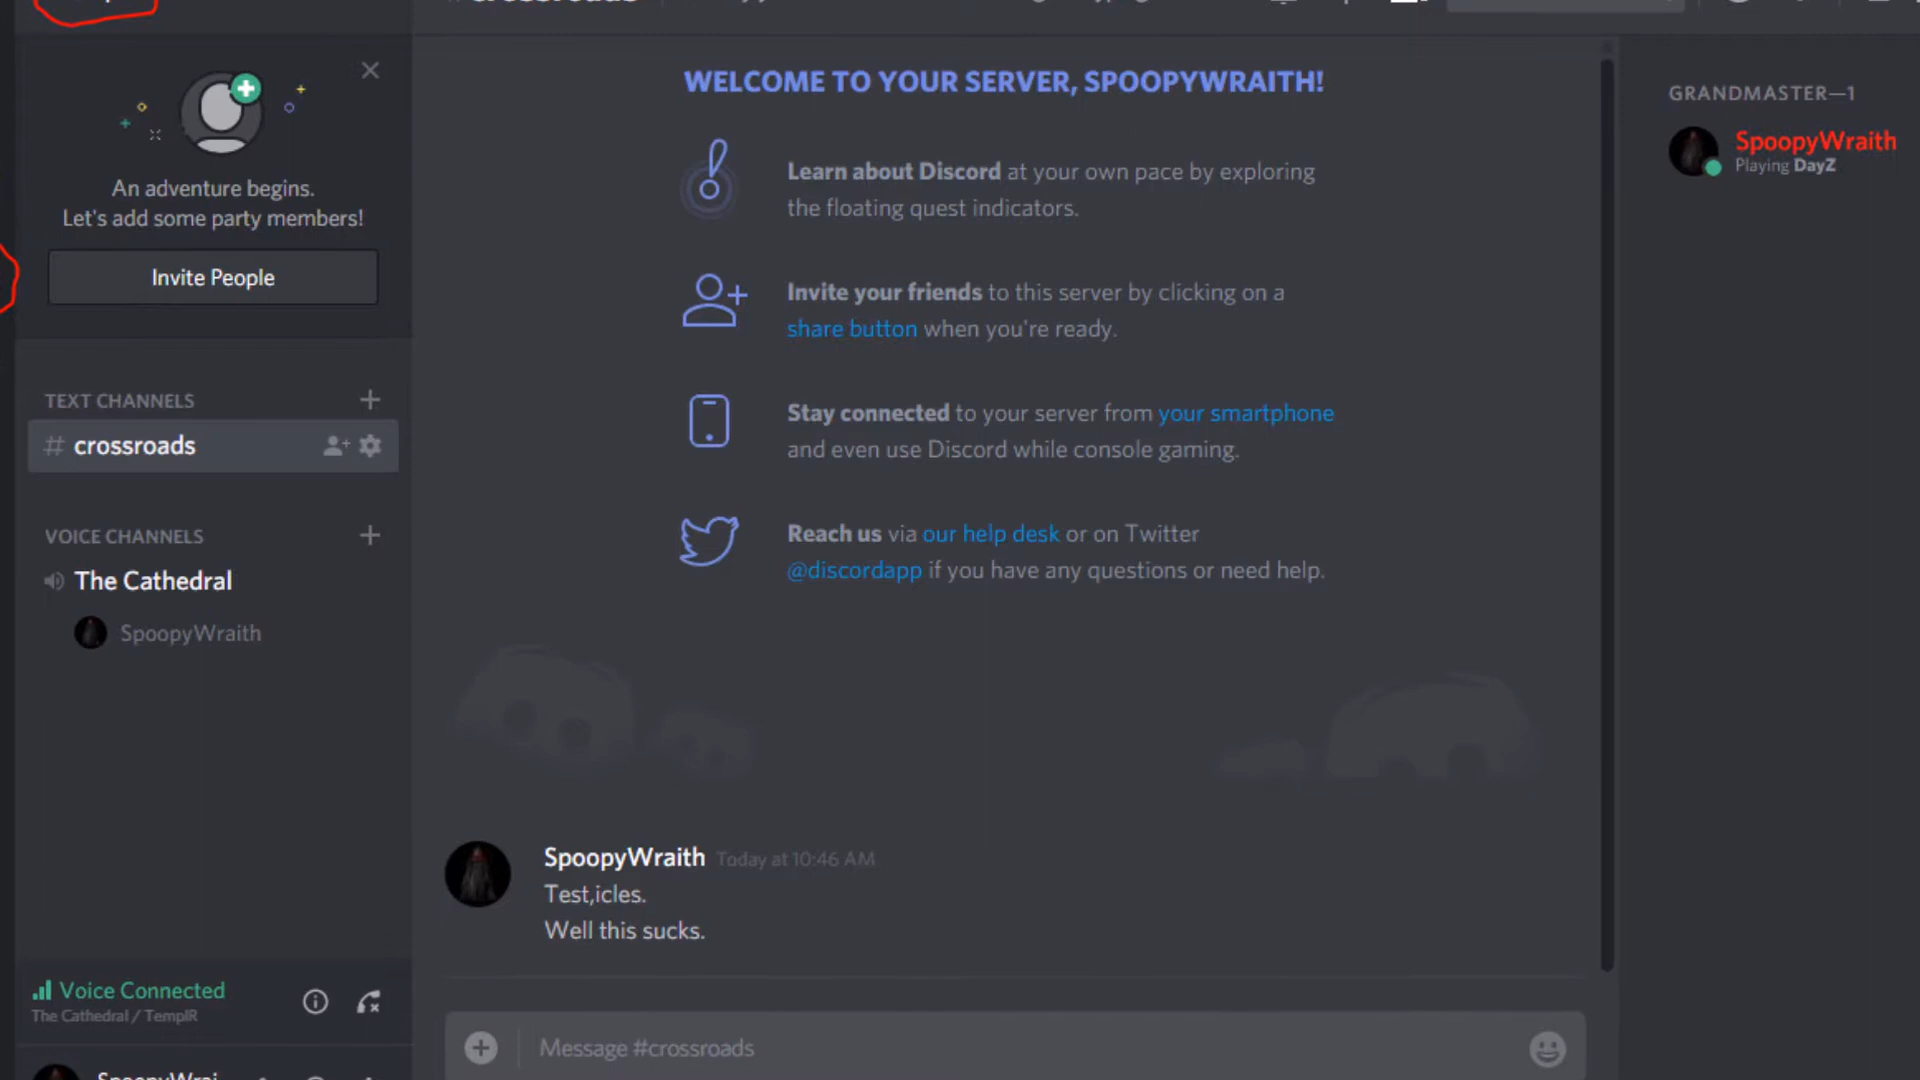 An adventure begins.
Let's add some party members!
Invite People
TEXT CHANNELS
# crossroads
VOICE CHANNELS
The Cathedral
SpoopyWraith
Voice Connected
The Cathedral / TemplR
WELCOME TO YOUR SERVER, SPOOPYWRAITH!
Learn about Discord at your own pace by exploring
the floating quest indicators.
Invite your friends to this server by clicking on a
share button when you're ready.
Stay connected to your server from your smartphone
and even use Discord while console gaming.
Reach us via our help desk or on Twitter
@discordapp if you have any questions or need help.
SpoopyWraith Today at 10:46 AM
Test,icles.
Well this sucks.
Message #crossroads
GRANDMASTER—1
SpoopyWraith
Playing DayZ